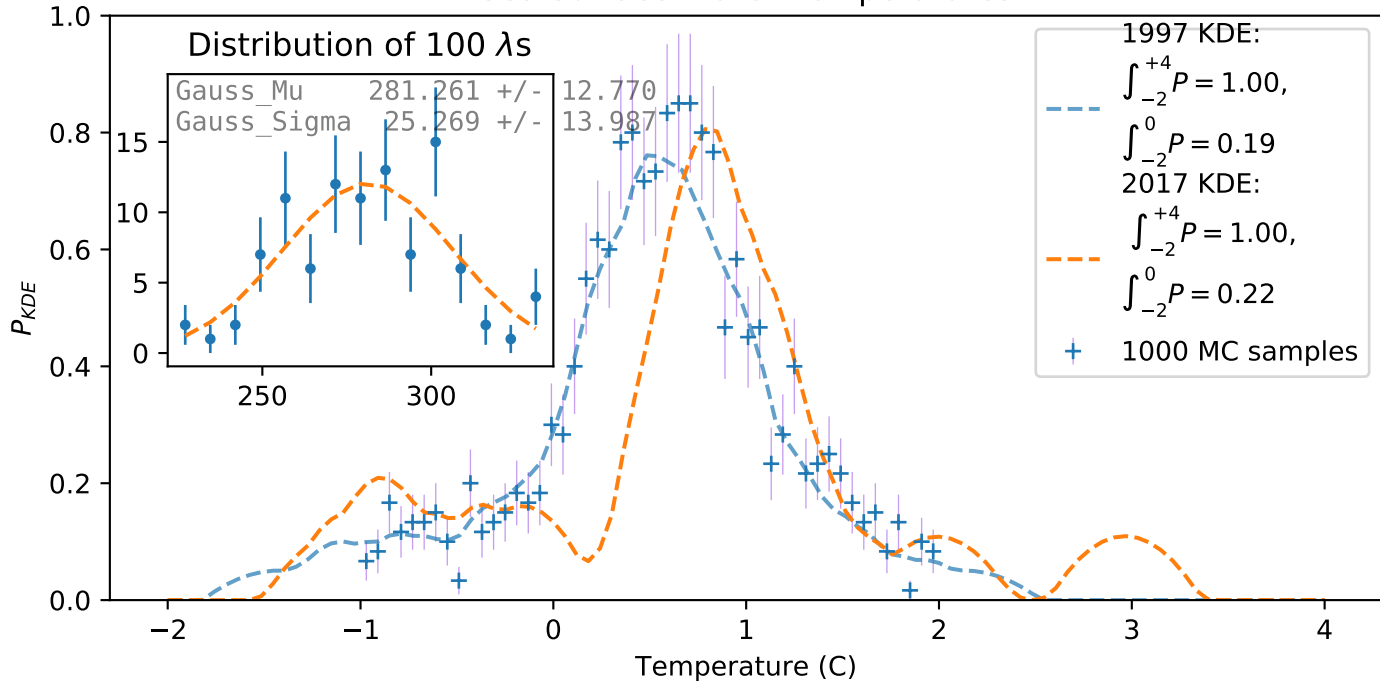 Distribution of 100 λs
Gauss_Mu 281.261 +/- 12.770
Gauss_Sigma 25.269 +/- 13.987
15
10
5
0
250 300
1.0
0.8
0.6
0.4
0.2
0.0
P_KDE
−2 −1 0 1 2 3 4
Temperature (C)
1997 KDE:
∫_{−2}^{+4} P = 1.00,
∫_{−2}^{0} P = 0.19
2017 KDE:
∫_{−2}^{+4} P = 1.00,
∫_{−2}^{0} P = 0.22
1000 MC samples